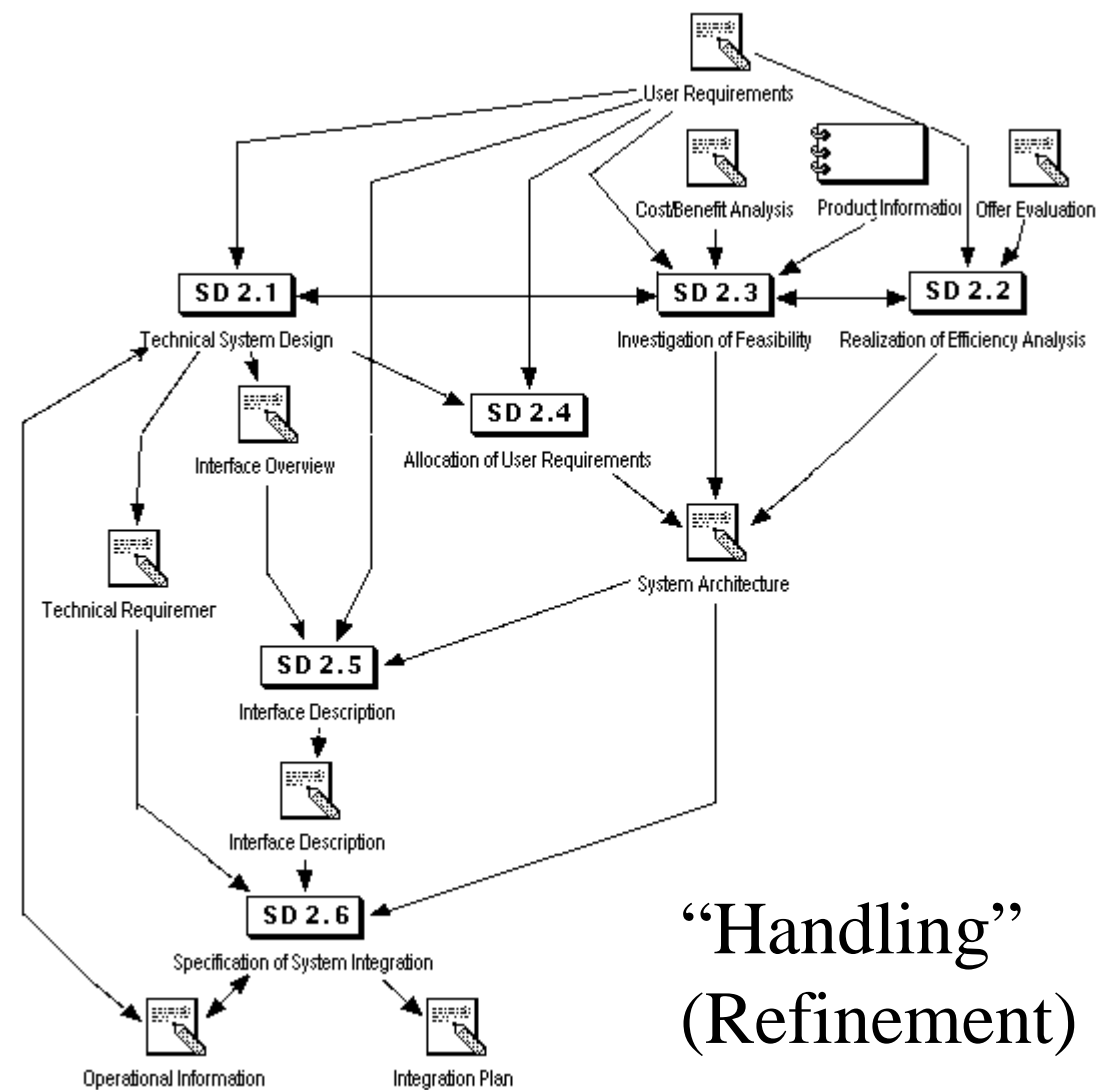 User Requirements
Cost/Benefit Analysis
Product Information
Offer Evaluation
SD 2.1
SD 2.3
SD 2.2
Technical System Design
Investigation of Feasibility
Realization of Efficiency Analysis
SD 2.4
Interface Overview
Allocation of User Requirements
System Architecture
Technical Requiremer
SD 2.5
Interface Description
Interface Description
SD 2.6
Specification of System Integration
“Handling”
(Refinement)
Operational Information
Integration Plan